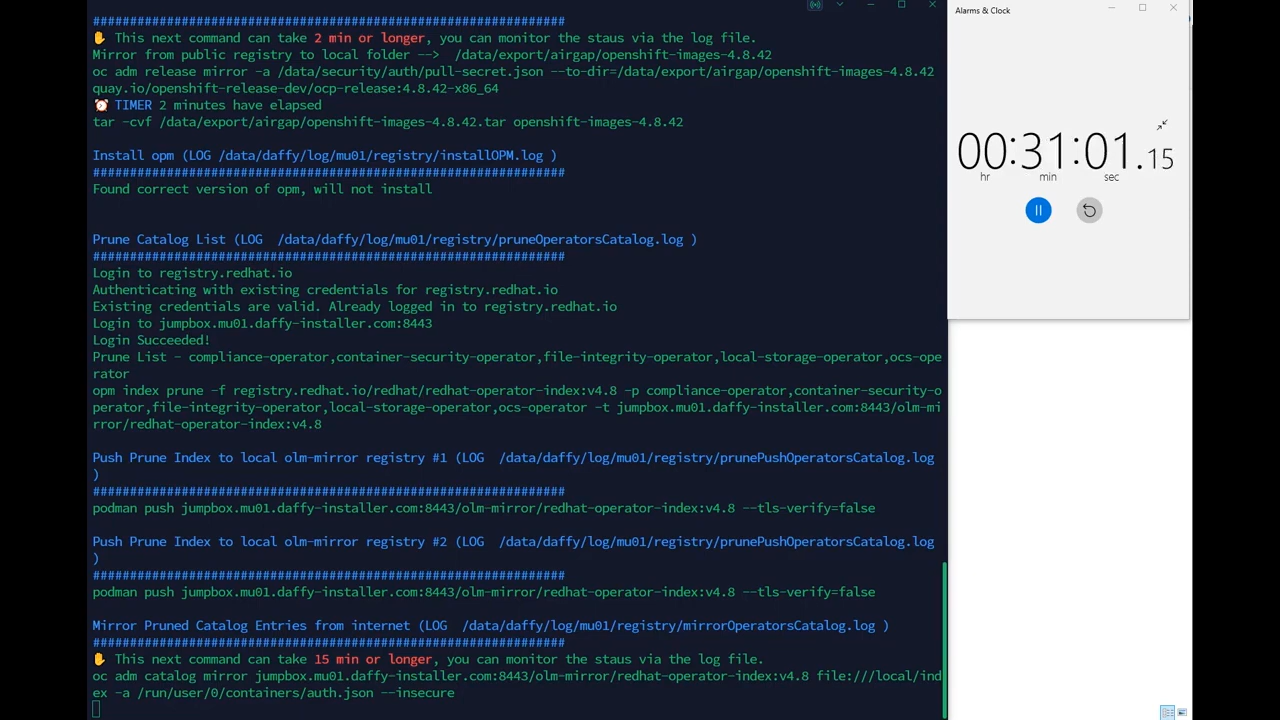 ################################################################
✋ This next command can take 2 min or longer, you can monitor the staus via the log file.
Mirror from public registry to local folder -->  /data/export/airgap/openshift-images-4.8.42
oc adm release mirror -a /data/security/auth/pull-secret.json --to-dir=/data/export/airgap/openshift-images-4.8.42
quay.io/openshift-release-dev/ocp-release:4.8.42-x86_64
⏰ TIMER 2 minutes have elapsed
tar -cvf /data/export/airgap/openshift-images-4.8.42.tar openshift-images-4.8.42
Install opm (LOG /data/daffy/log/mu01/registry/installOPM.log )
################################################################
Found correct version of opm, will not install
Prune Catalog List (LOG  /data/daffy/log/mu01/registry/pruneOperatorsCatalog.log )
################################################################
Login to registry.redhat.io
Authenticating with existing credentials for registry.redhat.io
Existing credentials are valid. Already logged in to registry.redhat.io
Login to jumpbox.mu01.daffy-installer.com:8443
Login Succeeded!
Prune List - compliance-operator,container-security-operator,file-integrity-operator,local-storage-operator,ocs-ope
rator
opm index prune -f registry.redhat.io/redhat/redhat-operator-index:v4.8 -p compliance-operator,container-security-o
perator,file-integrity-operator,local-storage-operator,ocs-operator -t jumpbox.mu01.daffy-installer.com:8443/olm-mi
rror/redhat-operator-index:v4.8
Push Prune Index to local olm-mirror registry #1 (LOG  /data/daffy/log/mu01/registry/prunePushOperatorsCatalog.log
)
################################################################
podman push jumpbox.mu01.daffy-installer.com:8443/olm-mirror/redhat-operator-index:v4.8 --tls-verify=false
Push Prune Index to local olm-mirror registry #2 (LOG  /data/daffy/log/mu01/registry/prunePushOperatorsCatalog.log
)
################################################################
podman push jumpbox.mu01.daffy-installer.com:8443/olm-mirror/redhat-operator-index:v4.8 --tls-verify=false
Mirror Pruned Catalog Entries from internet (LOG  /data/daffy/log/mu01/registry/mirrorOperatorsCatalog.log )
################################################################
✋ This next command can take 15 min or longer, you can monitor the staus via the log file.
oc adm catalog mirror jumpbox.mu01.daffy-installer.com:8443/olm-mirror/redhat-operator-index:v4.8 file:///local/ind
ex -a /run/user/0/containers/auth.json --insecure
Alarms & Clock
00:31:01.15
hr min sec